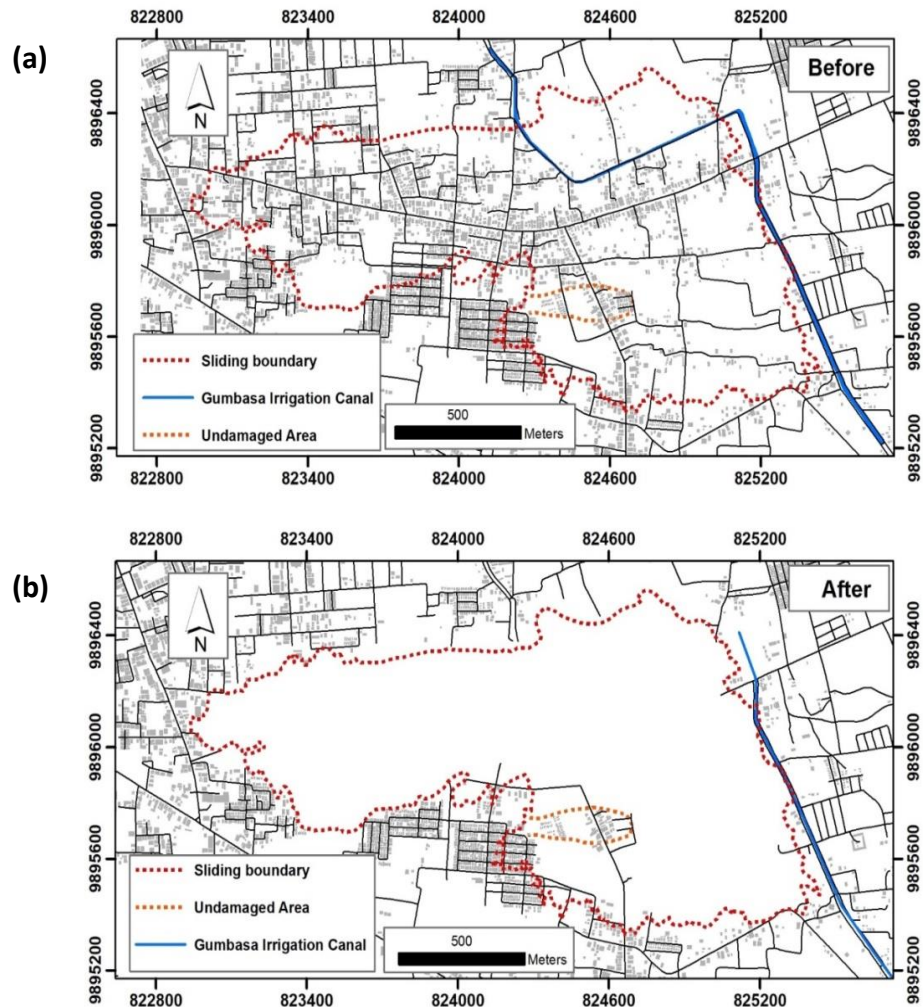 (a)
822800 823400 824000 824600 825200
Before
N
9896400 9896400
9896000 9896000
9895600 9895600
9895200 9895200
Sliding boundary
Gumbasa Irrigation Canal
Undamaged Area
500
Meters
822800 823400 824000 824600 825200
(b)
822800 823400 824000 824600 825200
After
N
9896400 9896400
9896000 9896000
9895600 9895600
9895200 9895200
Sliding boundary
Undamaged Area
Gumbasa Irrigation Canal
500
Meters
822800 823400 824000 824600 825200